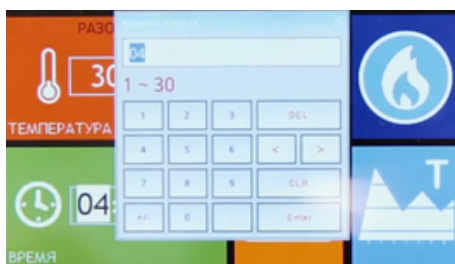 РАЗО
04
30
1 ~ 30
1 2 3 DEL
ТЕМПЕРАТУРА
4 5 6 < >
7 8 9 CLR
T
04:
+/- 0 . Enter
ВРЕМЯ